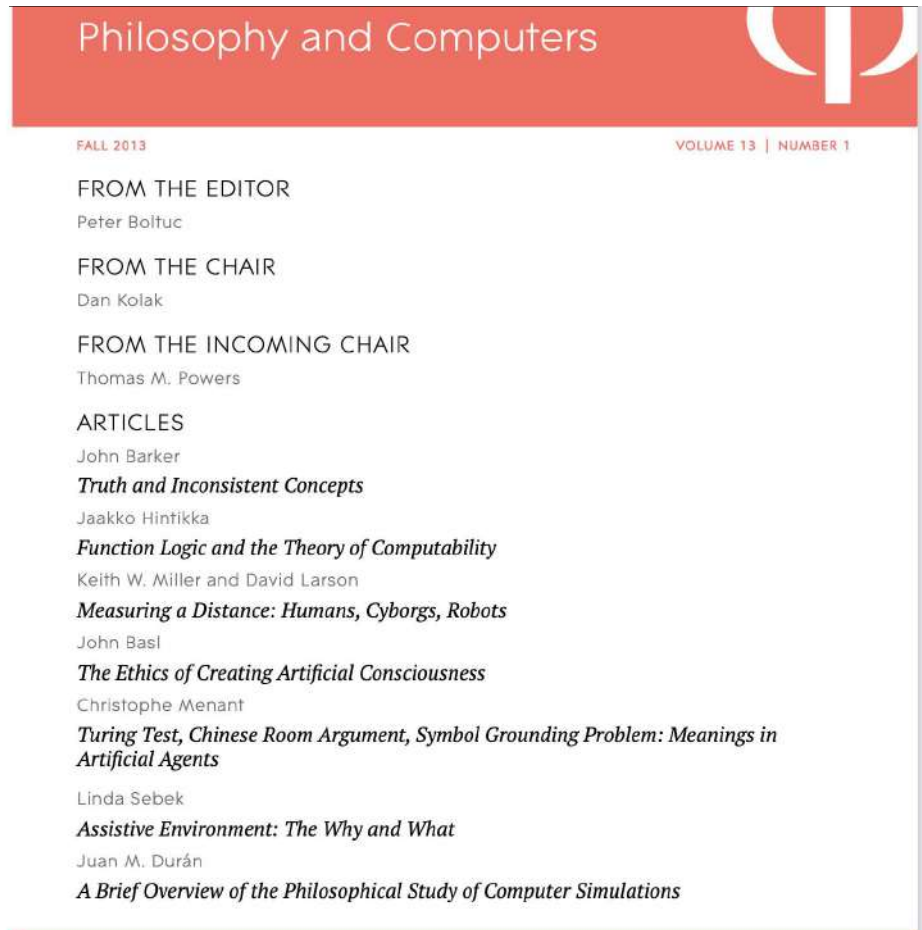 Philosophy and Computers
FALL 2013
VOLUME 13 | NUMBER 1
FROM THE EDITOR
Peter Boltuc
FROM THE CHAIR
Dan Kolak
FROM THE INCOMING CHAIR
Thomas M. Powers
ARTICLES
John Barker
Truth and Inconsistent Concepts
Jaakko Hintikka
Function Logic and the Theory of Computability
Keith W. Miller and David Larson
Measuring a Distance: Humans, Cyborgs, Robots
John Basl
The Ethics of Creating Artificial Consciousness
Christophe Menant
Turing Test, Chinese Room Argument, Symbol Grounding Problem: Meanings in
Artificial Agents
Linda Sebek
Assistive Environment: The Why and What
Juan M. Durán
A Brief Overview of the Philosophical Study of Computer Simulations